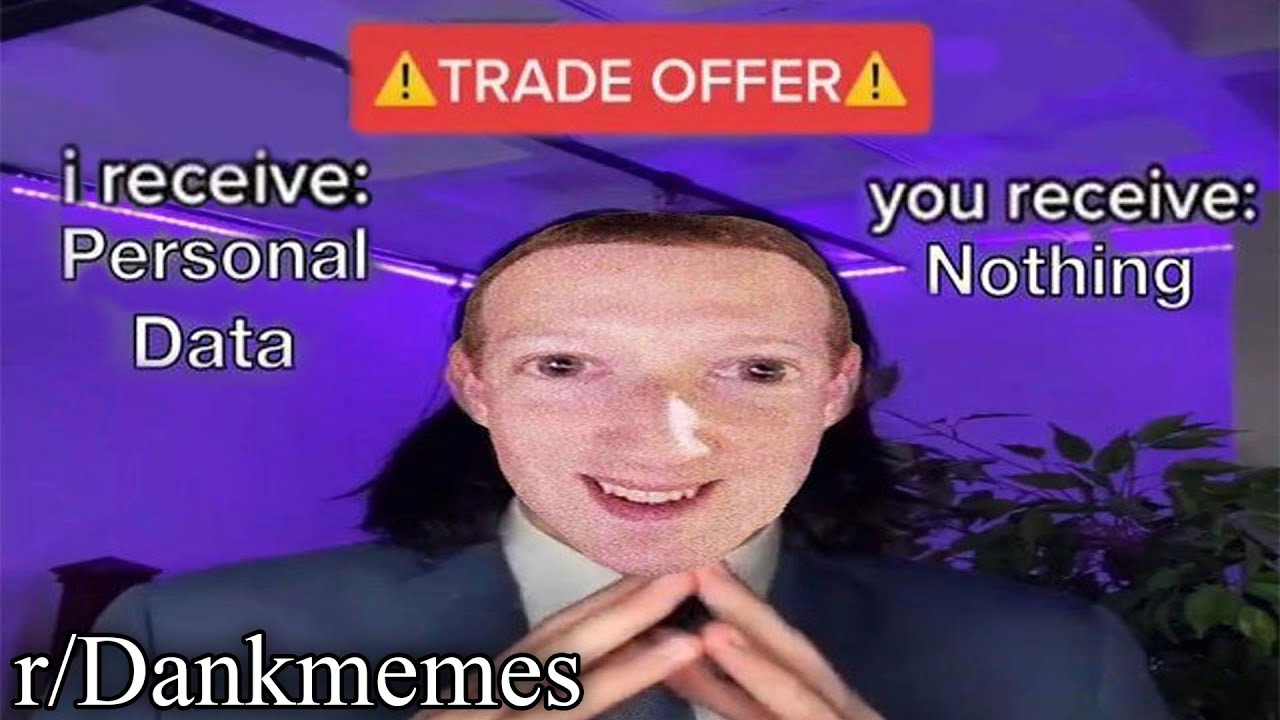 ⚠TRADE OFFER⚠
i receive:
Personal
Data
you receive:
Nothing
r/Dankmemes